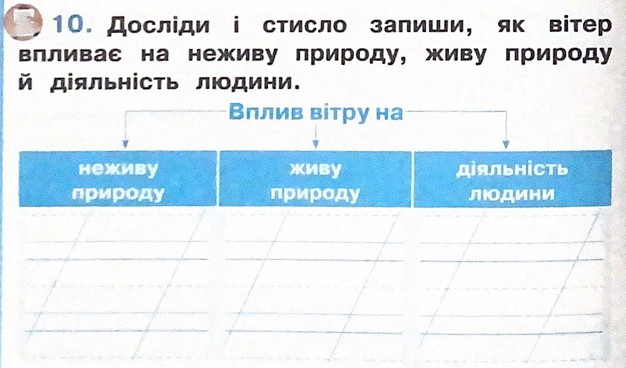 10. Досліди і стисло запиши, як вітер
впливає на неживу природу, живу природу
й діяльність людини.
Вплив вітру на
неживу природу
живу природу
діяльність людини